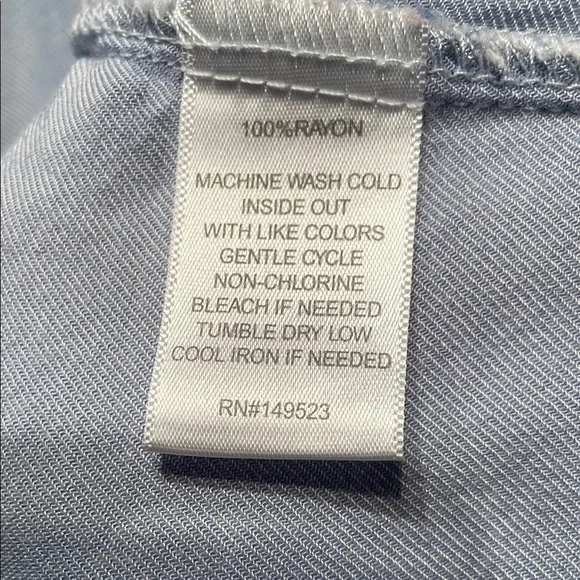 100%RAYON
MACHINE WASH COLD
INSIDE OUT
WITH LIKE COLORS
GENTLE CYCLE
NON-CHLORINE
BLEACH IF NEEDED
TUMBLE DRY LOW
COOL IRON IF NEEDED
RN#149523